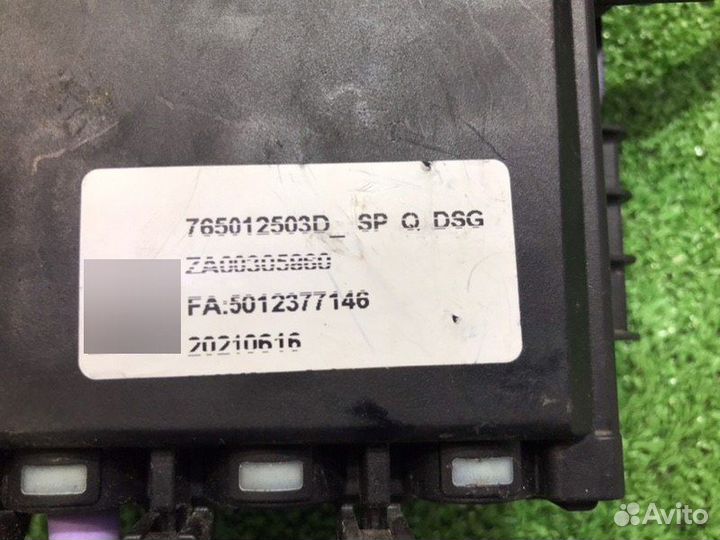 765012503D_ SP Q DSG
ZA00305860
FA:5012377146
20210616
Avito